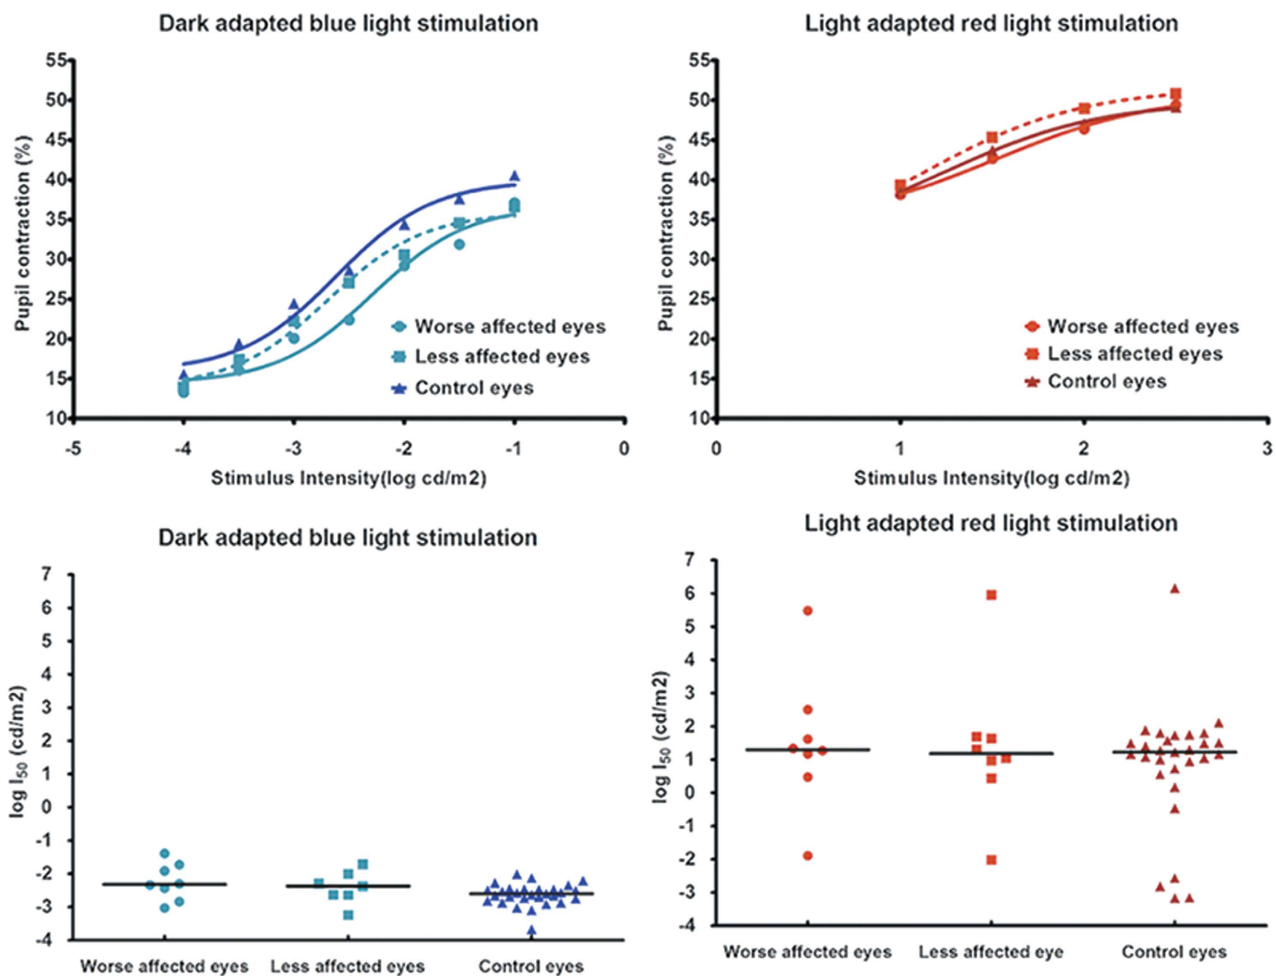 Dark adapted blue light stimulation
55
50
45
40
35
30
25
20
15
10
Pupil contraction (%)
Worse affected eyes
Less affected eyes
Control eyes
-5 -4 -3 -2 -1 0
Stimulus Intensity(log cd/m2)
Light adapted red light stimulation
55
50
45
40
35
30
25
20
15
10
Pupil contraction (%)
Worse affected eyes
Less affected eyes
Control eyes
0 1 2 3
Stimulus Intensity(log cd/m2)
Dark adapted blue light stimulation
7
6
5
4
3
2
1
0
-1
-2
-3
-4
log I50 (cd/m2)
Worse affected eyes Less affected eyes Control eyes
Light adapted red light stimulation
7
6
5
4
3
2
1
0
-1
-2
-3
-4
log I50 (cd/m2)
Worse affected eyes Less affected eye Control eyes